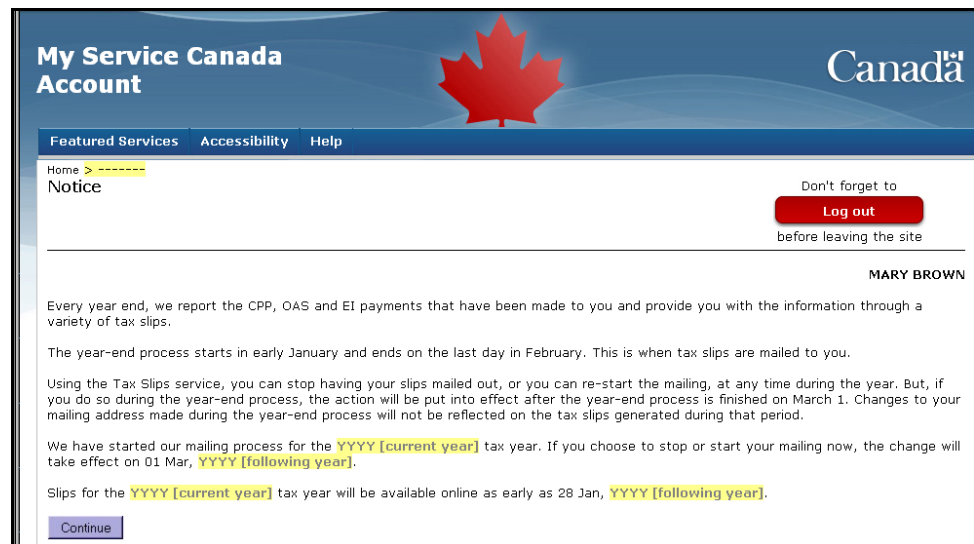 My Service Canada
Account
Canada
Featured Services Accessibility Help
Home > -------
Notice
Don't forget to
Log out
before leaving the site
MARY BROWN
Every year end, we report the CPP, OAS and EI payments that have been made to you and provide you with the information through a
variety of tax slips.
The year-end process starts in early January and ends on the last day in February. This is when tax slips are mailed to you.
Using the Tax Slips service, you can stop having your slips mailed out, or you can re-start the mailing, at any time during the year. But, if
you do so during the year-end process, the action will be put into effect after the year-end process is finished on March 1. Changes to your
mailing address made during the year-end process will not be reflected on the tax slips generated during that period.
We have started our mailing process for the YYYY [current year] tax year. If you choose to stop or start your mailing now, the change will
take effect on 01 Mar, YYYY [following year].
Slips for the YYYY [current year] tax year will be available online as early as 28 Jan, YYYY [following year].
Continue